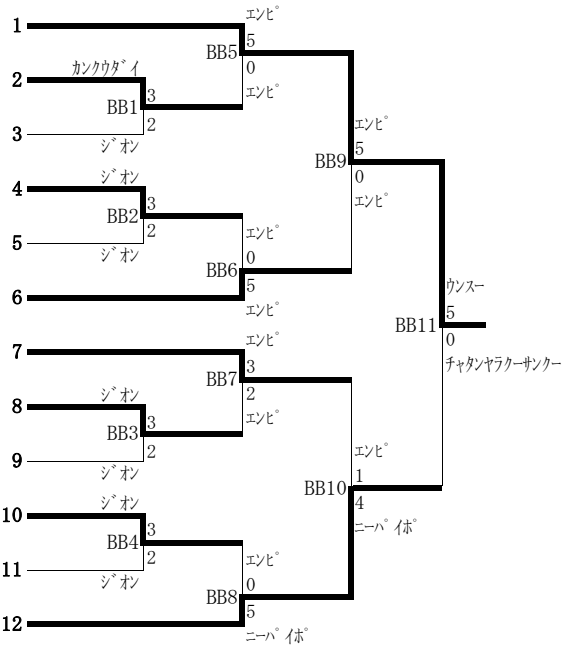 エンピ
1
5
BB5
0
カンクウダイ
2
エンピ
3
BB1
2
3
ジオン
エンピ
5
BB9
0
ジオン
エンピ
4
3
BB2
2
エンピ
5
ジオン
0
BB6
5
6
エンピ
ウンスー
5
BB11
0
エンピ
7
チャタンヤラクーサンクー
3
BB7
2
ジオン
8
エンピ
3
BB3
2
9
ジオン
エンピ
1
BB10
4
ジオン
10
ニーパイポ
3
BB4
2
エンピ
11
ジオン
0
BB8
5
12
ニーパイポ